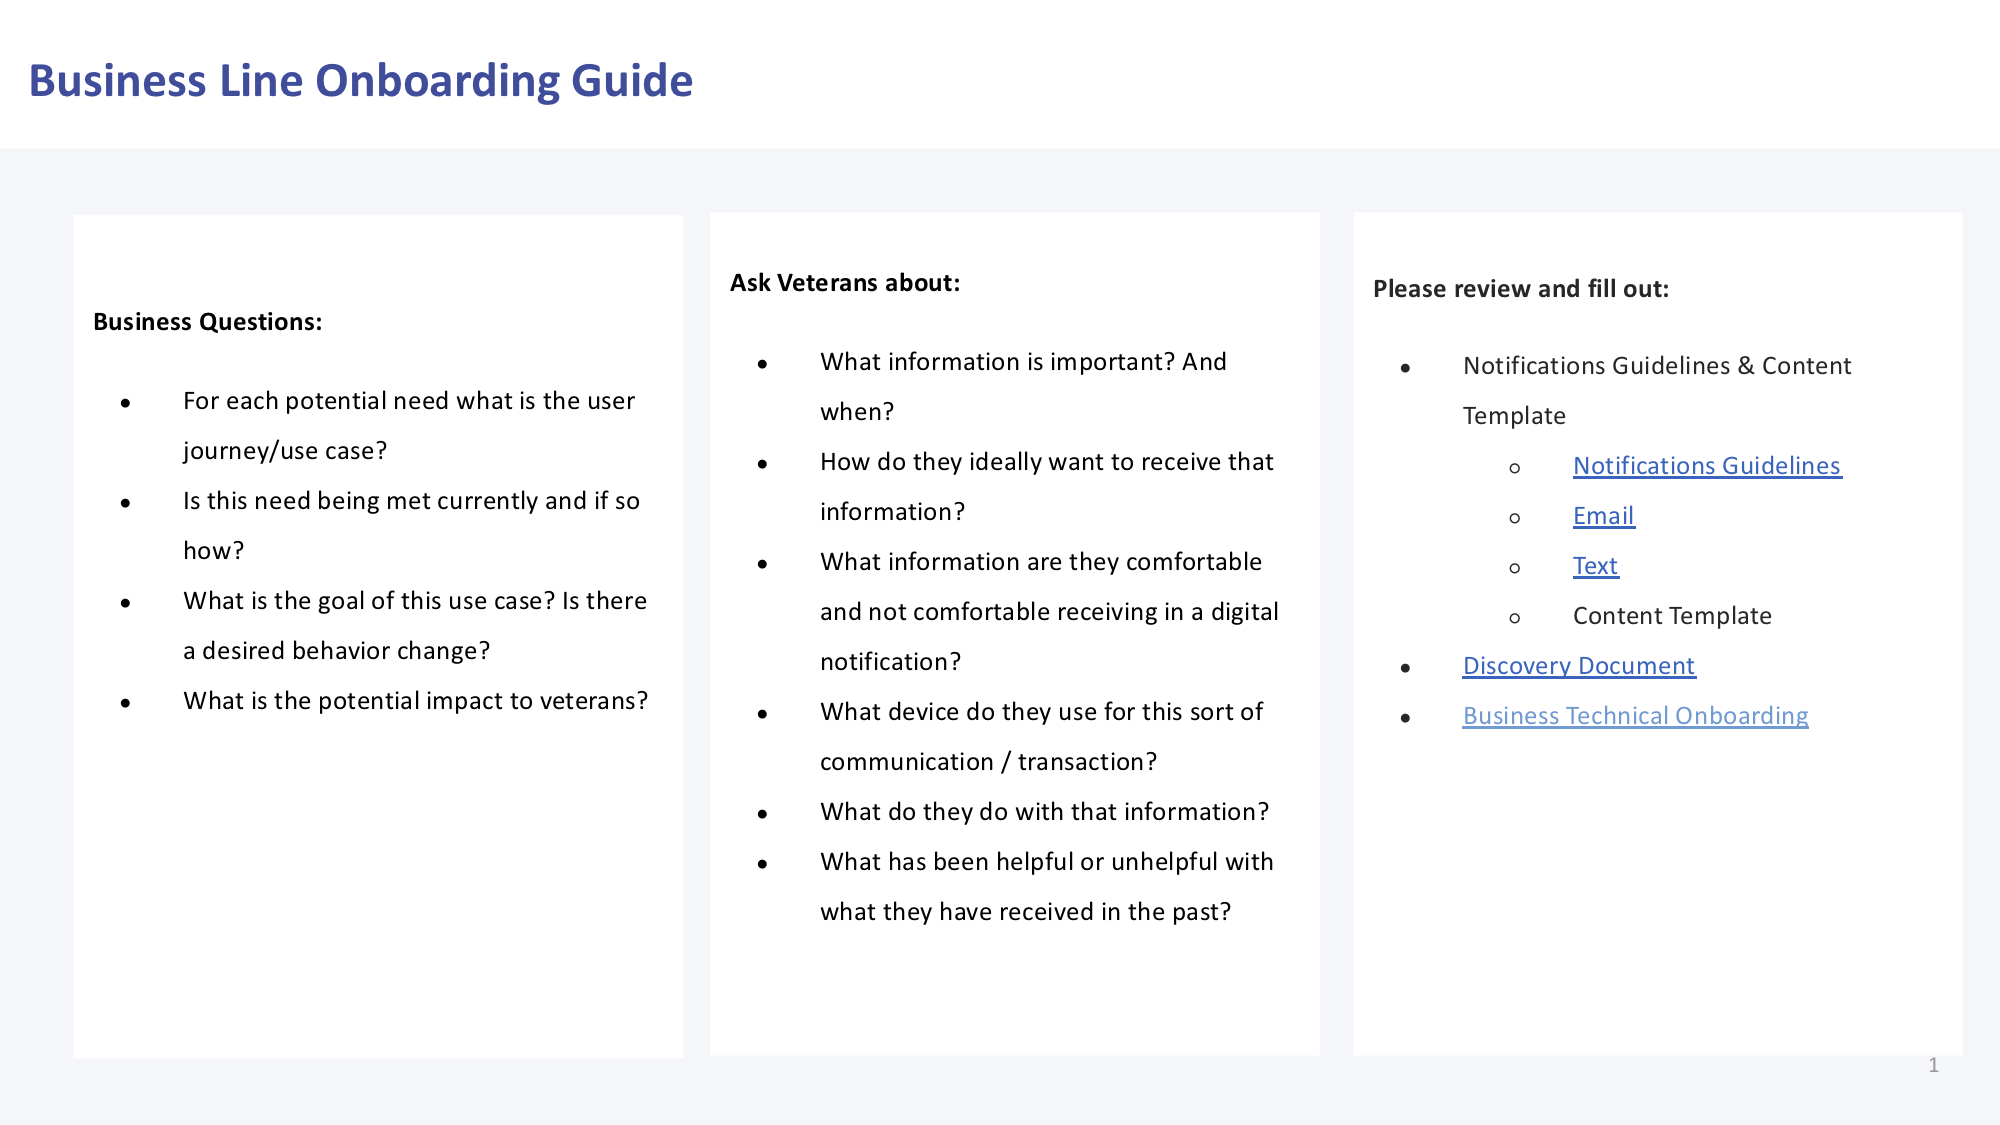 Business Line Onboarding Guide
Business Questions:
● For each potential need what is the user
journey/use case?
● Is this need being met currently and if so
how?
● What is the goal of this use case? Is there
a desired behavior change?
● What is the potential impact to veterans?
Ask Veterans about:
● What information is important? And
when?
● How do they ideally want to receive that
information?
● What information are they comfortable
and not comfortable receiving in a digital
notification?
● What device do they use for this sort of
communication / transaction?
● What do they do with that information?
● What has been helpful or unhelpful with
what they have received in the past?
Please review and fill out:
● Notifications Guidelines & Content
Template
○ Notifications Guidelines
○ Email
○ Text
○ Content Template
● Discovery Document
● Business Technical Onboarding
1